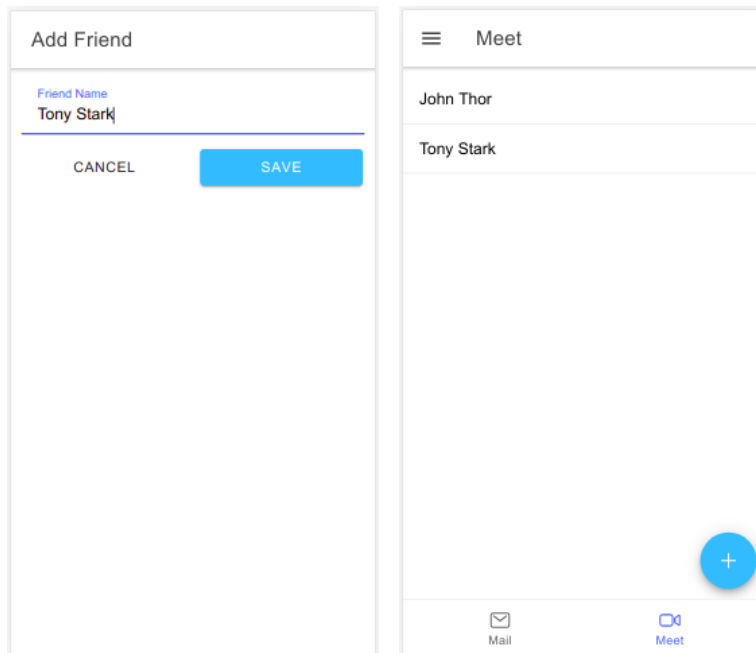 Add Friend
Friend Name
Tony Stark
CANCEL SAVE
Meet
John Thor
Tony Stark
Mail Meet